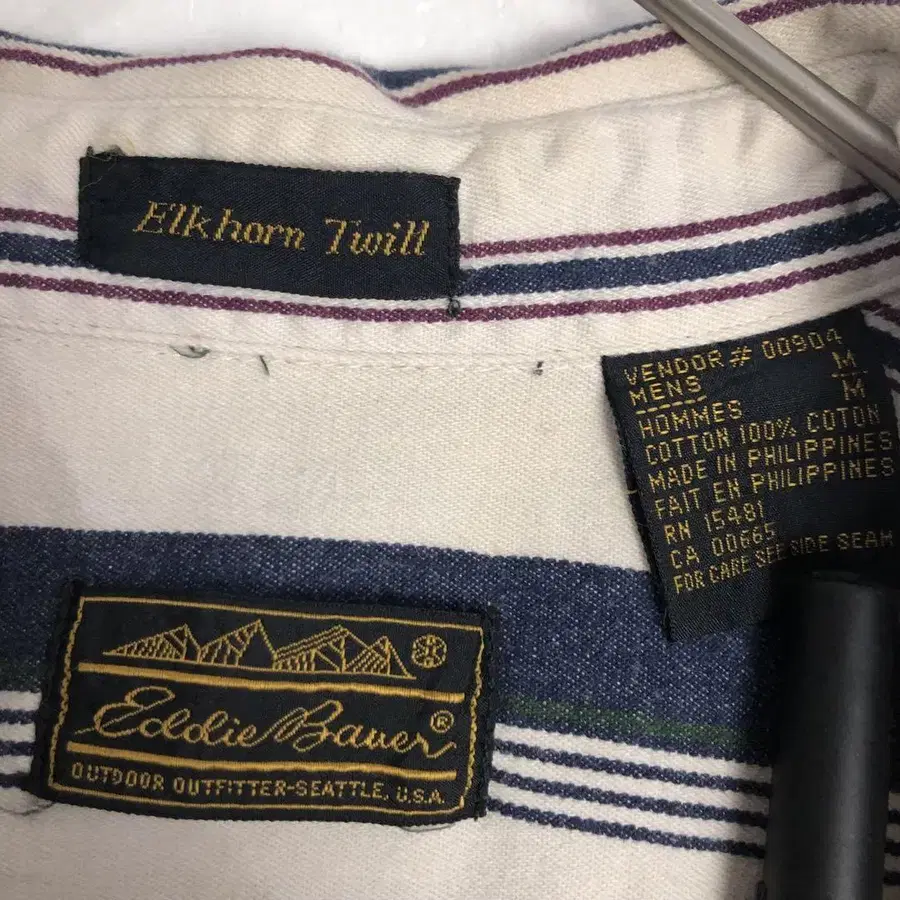 Elkhorn Twill
VENDOR # 00904
MENS M
HOMMES M
COTTON 100% COTON
MADE IN PHILIPPINES
FAIT EN PHILIPPINES
RN 15481
CA 00665
FOR CARE SEE SIDE SEAM
Eddie Bauer®
OUTDOOR OUTFITTER-SEATTLE, U.S.A.